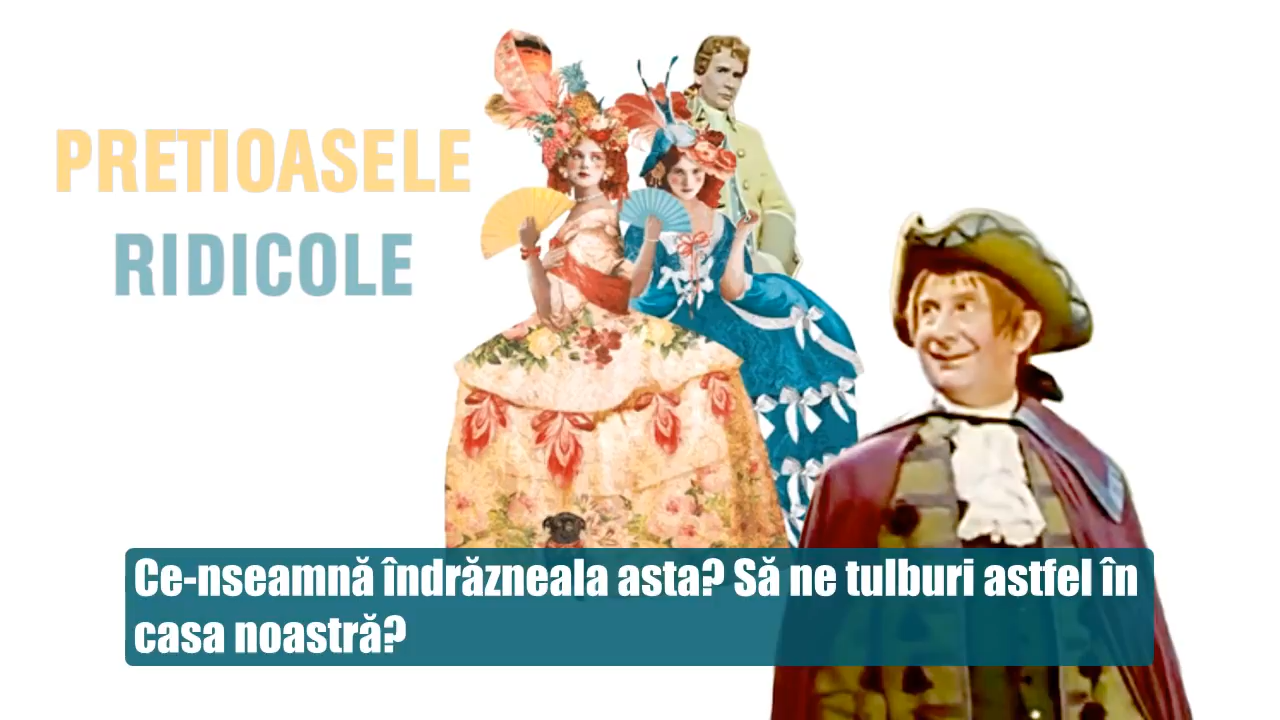 PRETIOASELE
RIDICOLE
Ce-nseamnă îndrăzneala asta? Să ne tulburi astfel în
casa noastră?